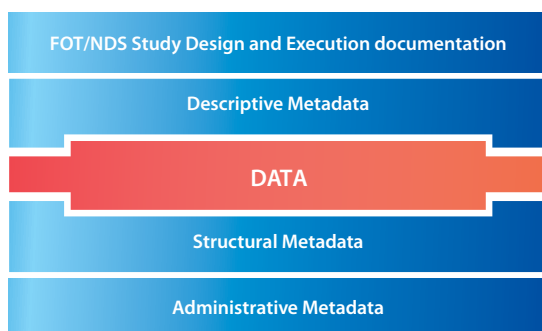 FOT/NDS Study Design and Execution documentation
Descriptive Metadata
DATA
Structural Metadata
Administrative Metadata